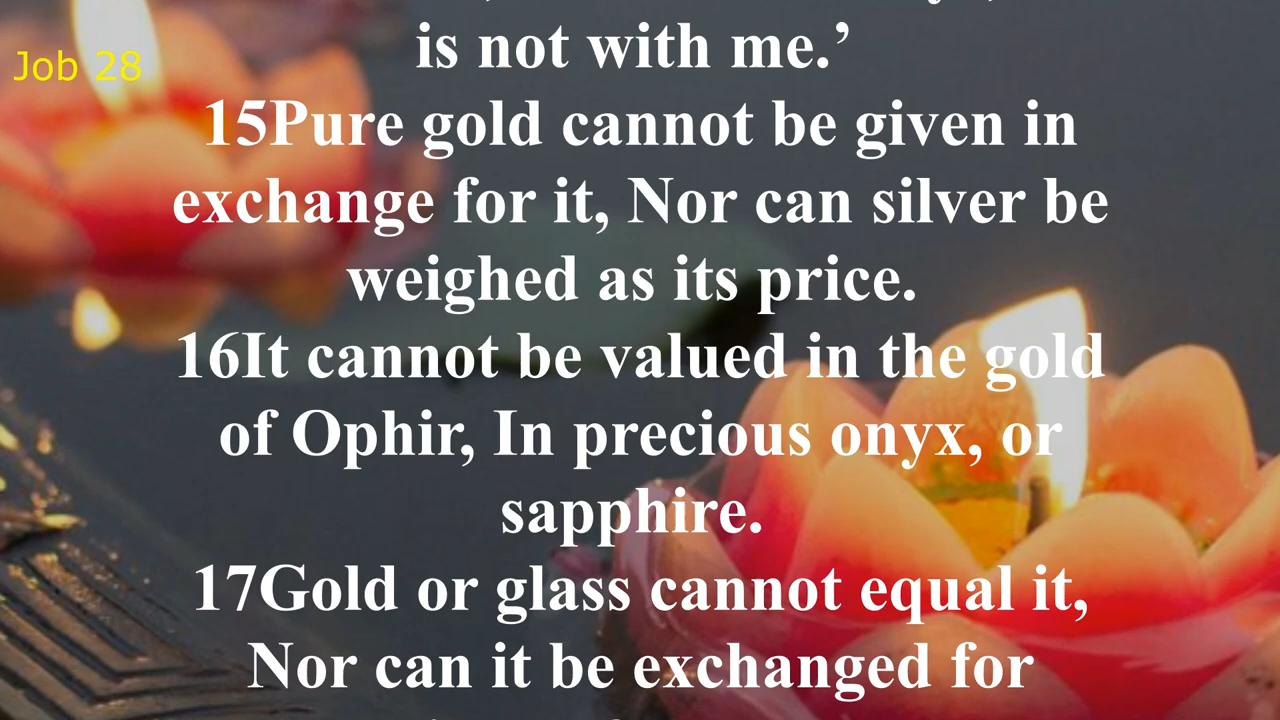 Job 28
is not with me.’
15Pure gold cannot be given in
exchange for it, Nor can silver be
weighed as its price.
16It cannot be valued in the gold
of Ophir, In precious onyx, or
sapphire.
17Gold or glass cannot equal it,
Nor can it be exchanged for